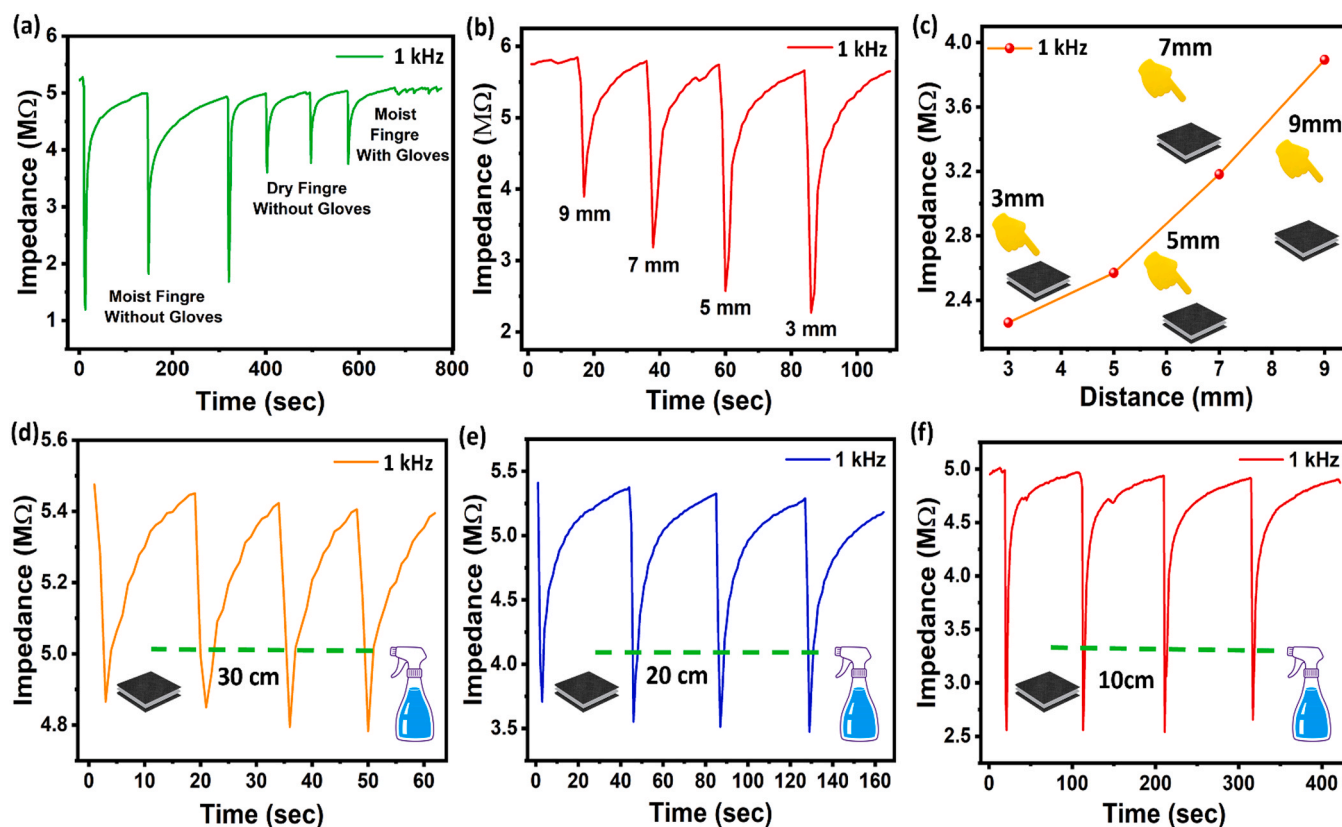 (a)
1 kHz
Impedance (MΩ)
6
5
4
3
2
1
Moist Fingre
Without Gloves
Dry Fingre
Without Gloves
Moist
Fingre
With Gloves
0 200 400 600 800
Time (sec)
(b)
1 kHz
Impedance (MΩ)
6
5
4
3
2
9 mm
7 mm
5 mm
3 mm
0 20 40 60 80 100
Time (sec)
(c)
1 kHz
Impedance (MΩ)
4.0
3.6
3.2
2.8
2.4
7mm
9mm
3mm
5mm
3 4 5 6 7 8 9
Distance (mm)
(d)
1 kHz
Impedance (MΩ)
5.6
5.4
5.2
5.0
4.8
30 cm
0 10 20 30 40 50 60
Time (sec)
(e)
1 kHz
Impedance (MΩ)
5.5
5.0
4.5
4.0
3.5
20 cm
0 20 40 60 80 100 120 140 160
Time (sec)
(f)
1 kHz
Impedance (MΩ)
5.0
4.5
4.0
3.5
3.0
2.5
10cm
0 100 200 300 400
Time (sec)